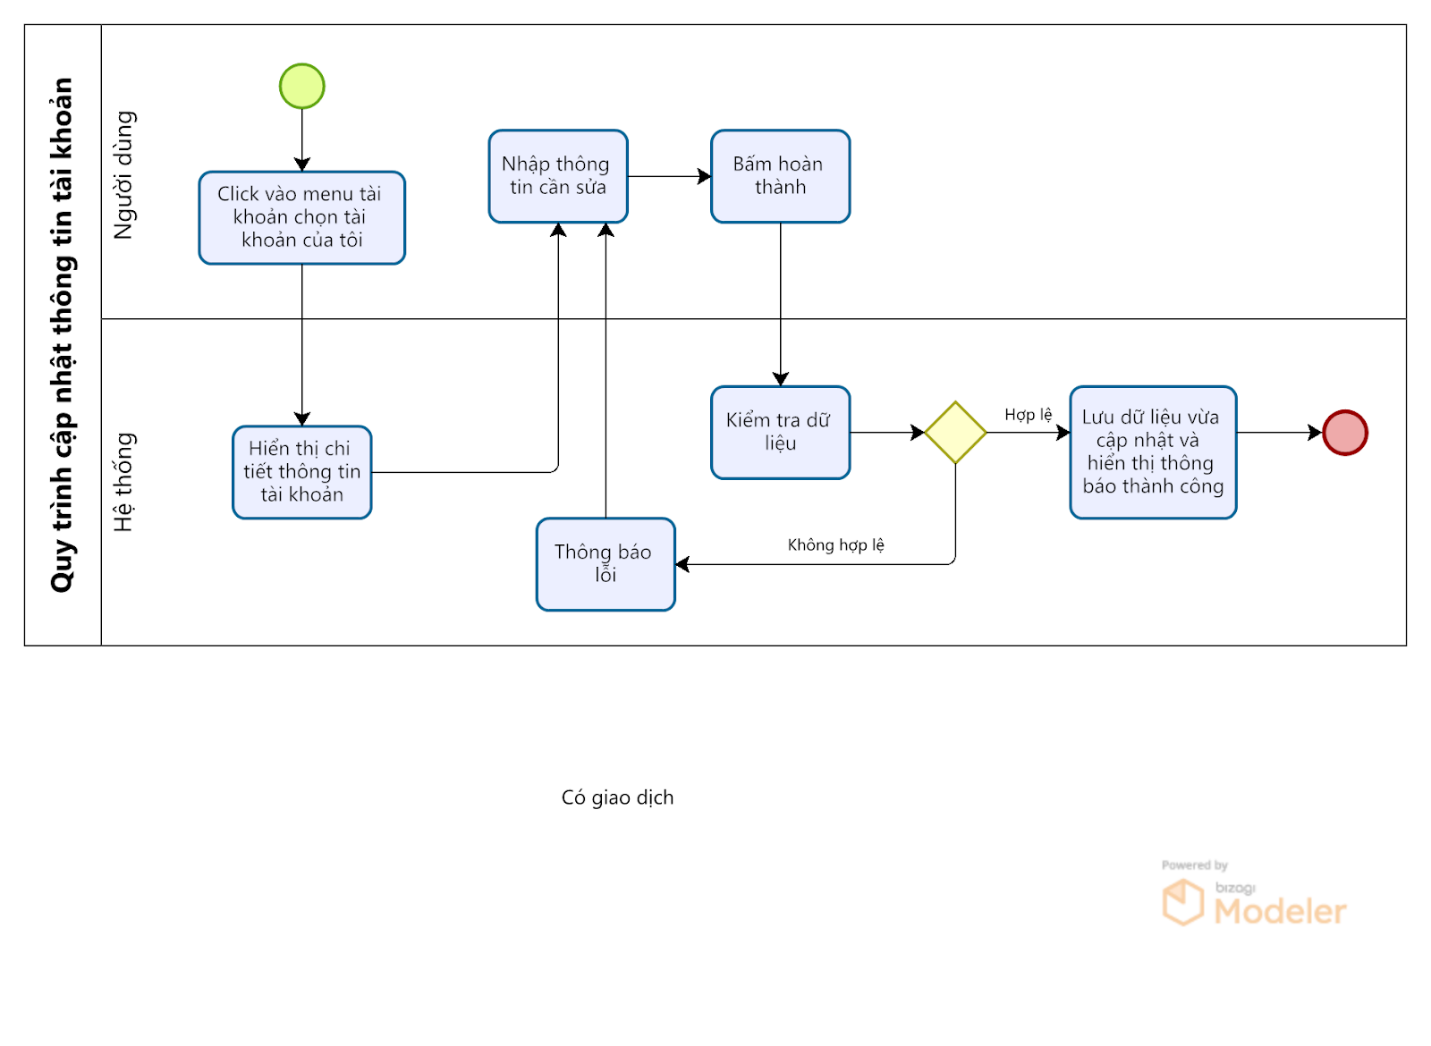 Quy trình cập nhật thông tin tài khoản
Người dùng
Click vào menu tài
khoản chọn tài
khoản của tôi
Nhập thông
tin cần sửa
Bấm hoàn
thành
Hệ thống
Hiển thị chi
tiết thông tin
tài khoản
Kiểm tra dữ
liệu
Hợp lệ
Lưu dữ liệu vừa
cập nhật và
hiển thị thông
báo thành công
Không hợp lệ
Thông báo
lỗi
Có giao dịch
Powered by
bizagi
Modeler